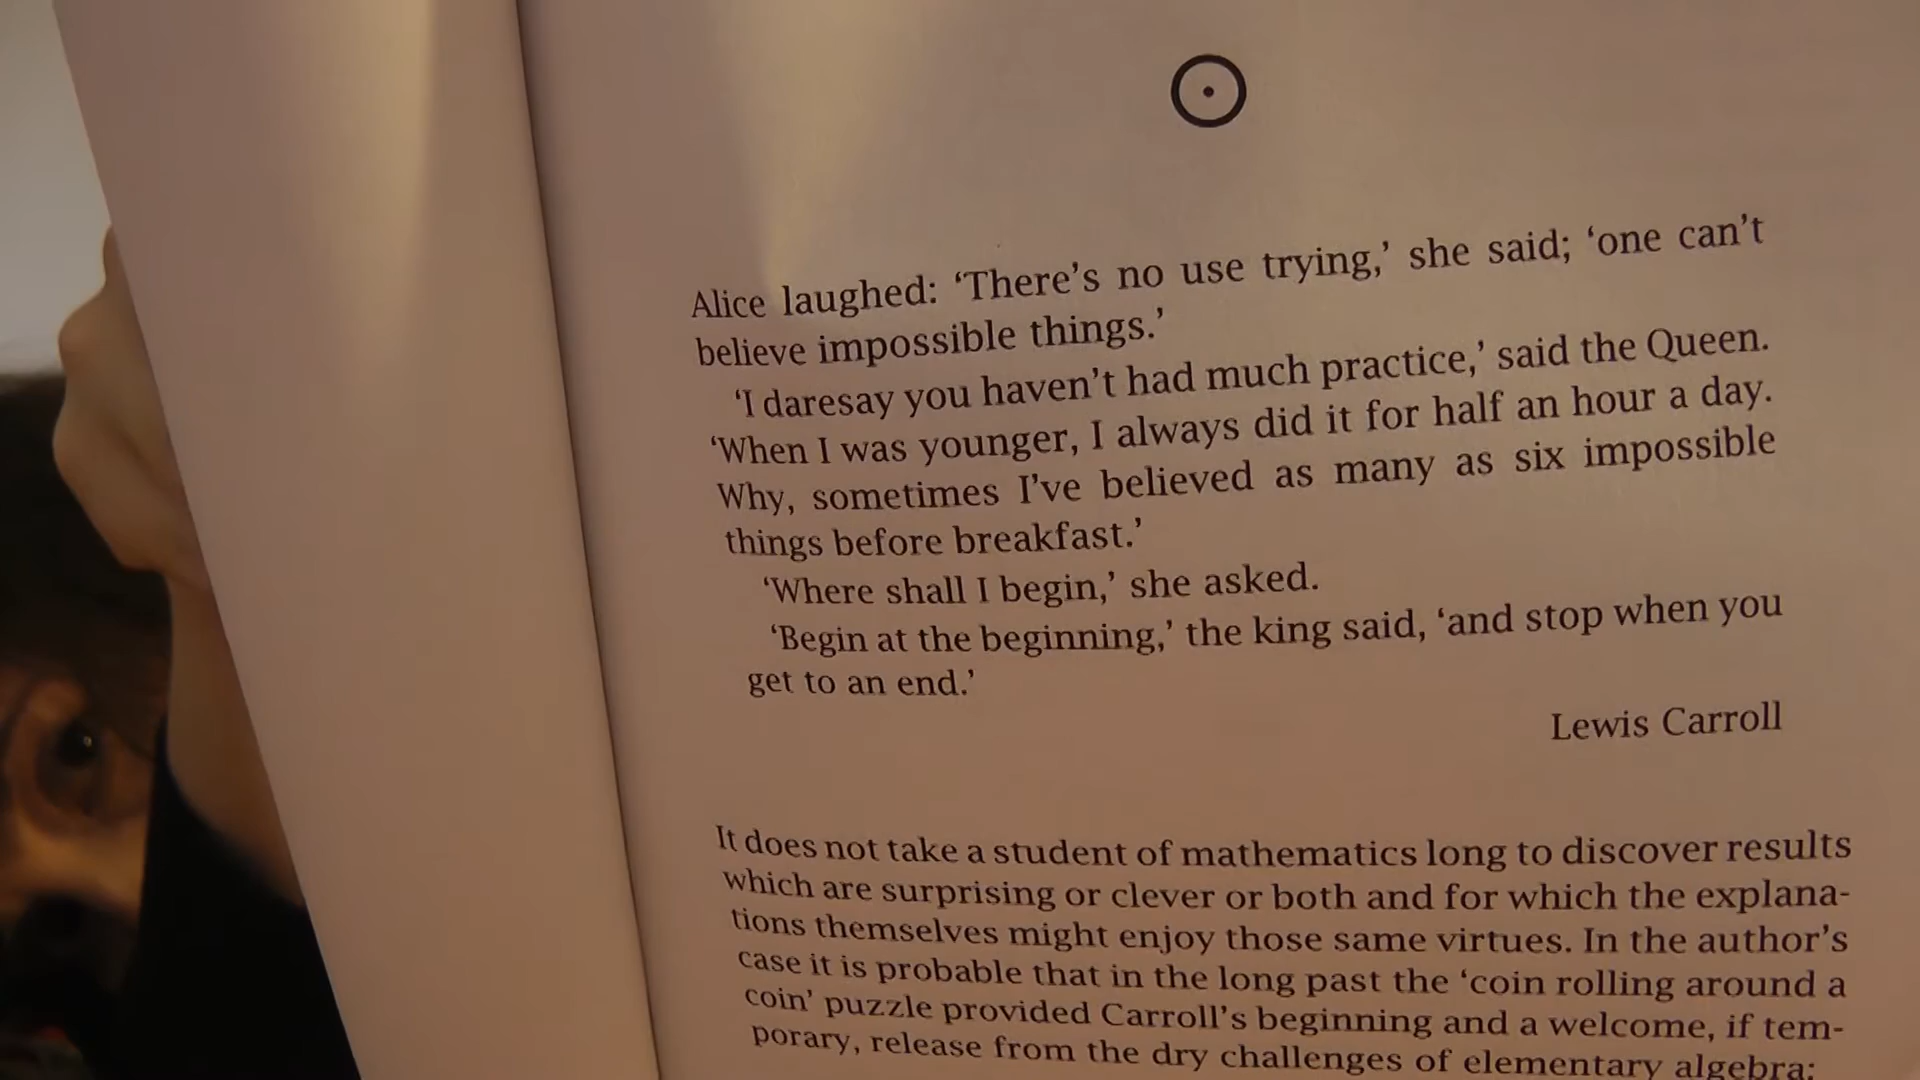 Alice laughed: ‘There’s no use trying,’ she said; ‘one can’t
believe impossible things.’
‘I daresay you haven’t had much practice,’ said the Queen.
‘When I was younger, I always did it for half an hour a day.
Why, sometimes I’ve believed as many as six impossible
things before breakfast.’
‘Where shall I begin,’ she asked.
‘Begin at the beginning,’ the king said, ‘and stop when you
get to an end.’
Lewis Carroll
It does not take a student of mathematics long to discover results
which are surprising or clever or both and for which the explana-
tions themselves might enjoy those same virtues. In the author’s
case it is probable that in the long past the ‘coin rolling around a
coin’ puzzle provided Carroll’s beginning and a welcome, if tem-
porary, release from the dry challenges of elementary algebra: